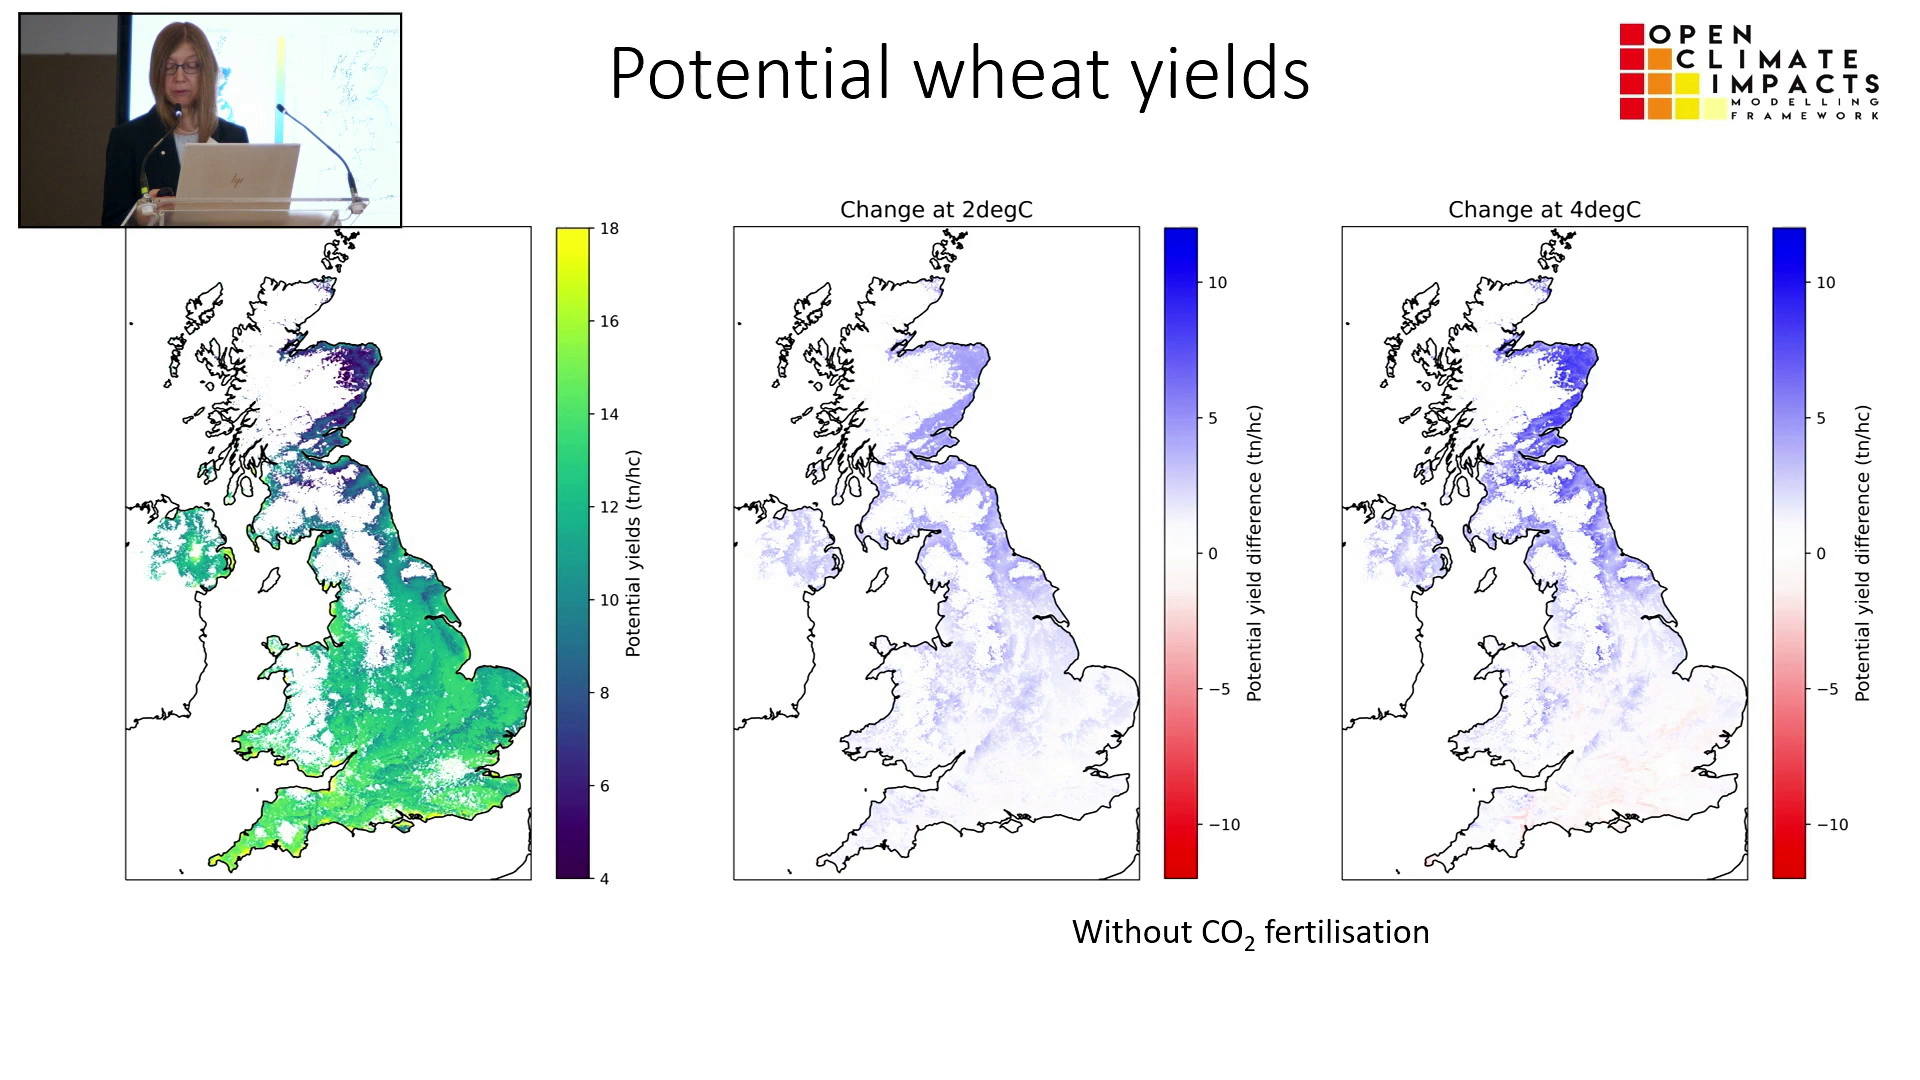 Potential wheat yields
OPEN
CLIMATE
IMPACTS
MODELLING
FRAMEWORK
18
16
14
12
10
8
6
4
Potential yields (tn/hc)
Change at 2degC
10
5
0
−5
−10
Potential yield difference (tn/hc)
Change at 4degC
10
5
0
−5
−10
Potential yield difference (tn/hc)
Without CO₂ fertilisation